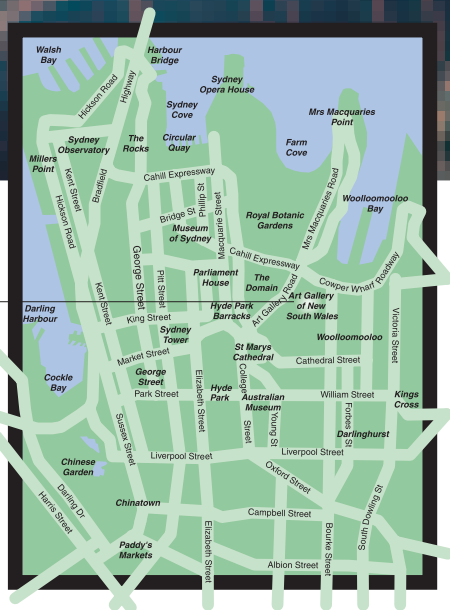 Walsh
Bay
Harbour
Bridge
Hickson Road
Highway
Sydney
Opera House
Sydney
Cove
Mrs Macquaries
Point
Sydney
Observatory
The
Rocks
Circular
Quay
Farm
Cove
Millers
Point
Kent Street
Bradfield
Cahill Expressway
Mrs Macquaries Road
Woolloomooloo
Bay
Hickson Road
Bridge St
Phillip St
Macquarie Street
Royal Botanic
Gardens
Museum
of Sydney
George Street
Pitt Street
Cahill Expressway
Parliament
House
The
Domain
Cowper Wharf Roadway
Kent Street
Art Gallery Road
Art Gallery
of New
South Wales
Darling
Harbour
King Street
Hyde Park
Barracks
Sydney
Tower
Victoria Street
Woolloomooloo
Market Street
St Marys
Cathedral
Cathedral Street
Cockle
Bay
George
Street
Park Street
Elizabeth Street
Hyde
Park
College
Street
Australian
Museum
William Street
Kings
Cross
Sussex Street
Young St
Forbes St
Darlinghurst
Liverpool Street
Liverpool Street
Chinese
Garden
Oxford Street
Darling Dr
Harris Street
Chinatown
Campbell Street
South Dowling St
Paddy's
Markets
Elizabeth Street
Bourke Street
Albion Street